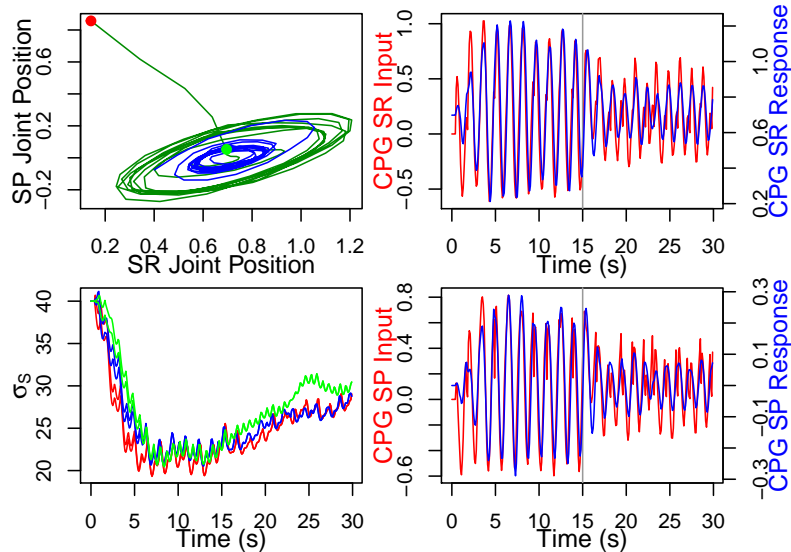 SP Joint Position
−0.2 0.2 0.6
0.2 0.4 0.6 0.8 1.0 1.2
SR Joint Position
CPG SR Input
−0.5 0.0 0.5 1.0
0 5 10 15 20 25 30
Time (s)
0.2 0.6 1.0
CPG SR Response
σS
20 25 30 35 40
0 5 10 15 20 25 30
Time (s)
CPG SP Input
−0.6 0.0 0.4 0.8
0 5 10 15 20 25 30
Time (s)
−0.3 −0.1 0.1 0.3
CPG SP Response